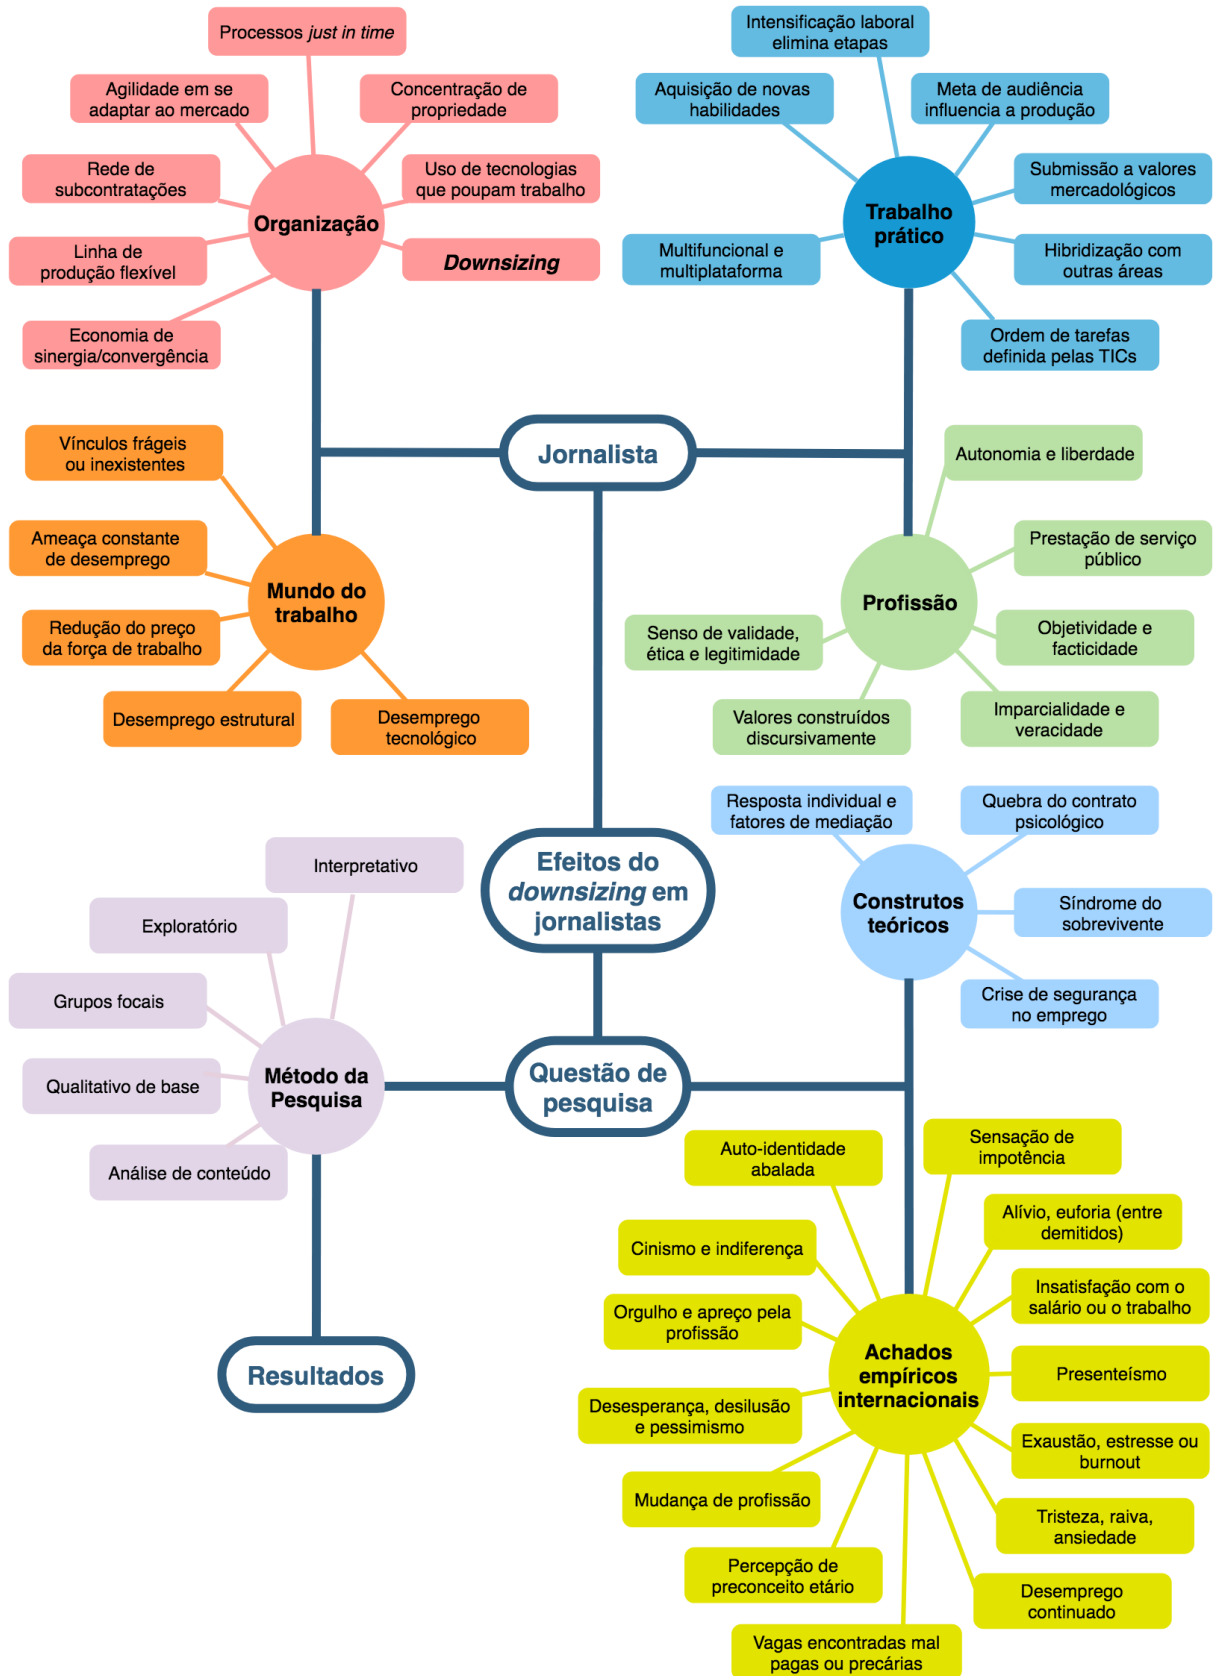 Processos just in time
Agilidade em se
adaptar ao mercado
Concentração de
propriedade
Rede de
subcontratações
Uso de tecnologias
que poupam trabalho
Organização
Linha de
produção flexível
Downsizing
Economia de
sinergia/convergência
Intensificação laboral
elimina etapas
Aquisição de novas
habilidades
Meta de audiência
influencia a produção
Submissão a valores
mercadológicos
Trabalho
prático
Multifuncional e
multiplataforma
Hibridização com
outras áreas
Ordem de tarefas
definida pelas TICs
Jornalista
Vínculos frágeis
ou inexistentes
Ameaça constante
de desemprego
Mundo do
trabalho
Redução do preço
da força de trabalho
Desemprego estrutural
Desemprego
tecnológico
Autonomia e liberdade
Prestação de serviço
público
Profissão
Senso de validade,
ética e legitimidade
Objetividade e
facticidade
Valores construídos
discursivamente
Imparcialidade e
veracidade
Efeitos do
downsizing em
jornalistas
Resposta individual e
fatores de mediação
Quebra do contrato
psicológico
Construtos
teóricos
Síndrome do
sobrevivente
Crise de segurança
no emprego
Interpretativo
Exploratório
Grupos focais
Qualitativo de base
Método da
Pesquisa
Análise de conteúdo
Questão de
pesquisa
Resultados
Auto-identidade
abalada
Sensação de
impotência
Cinismo e indiferença
Alívio, euforia (entre
demitidos)
Orgulho e apreço pela
profissão
Insatisfação com o
salário ou o trabalho
Achados
empíricos
internacionais
Presenteísmo
Desesperança, desilusão
e pessimismo
Exaustão, estresse ou
burnout
Mudança de profissão
Tristeza, raiva,
ansiedade
Percepção de
preconceito etário
Desemprego
continuado
Vagas encontradas mal
pagas ou precárias